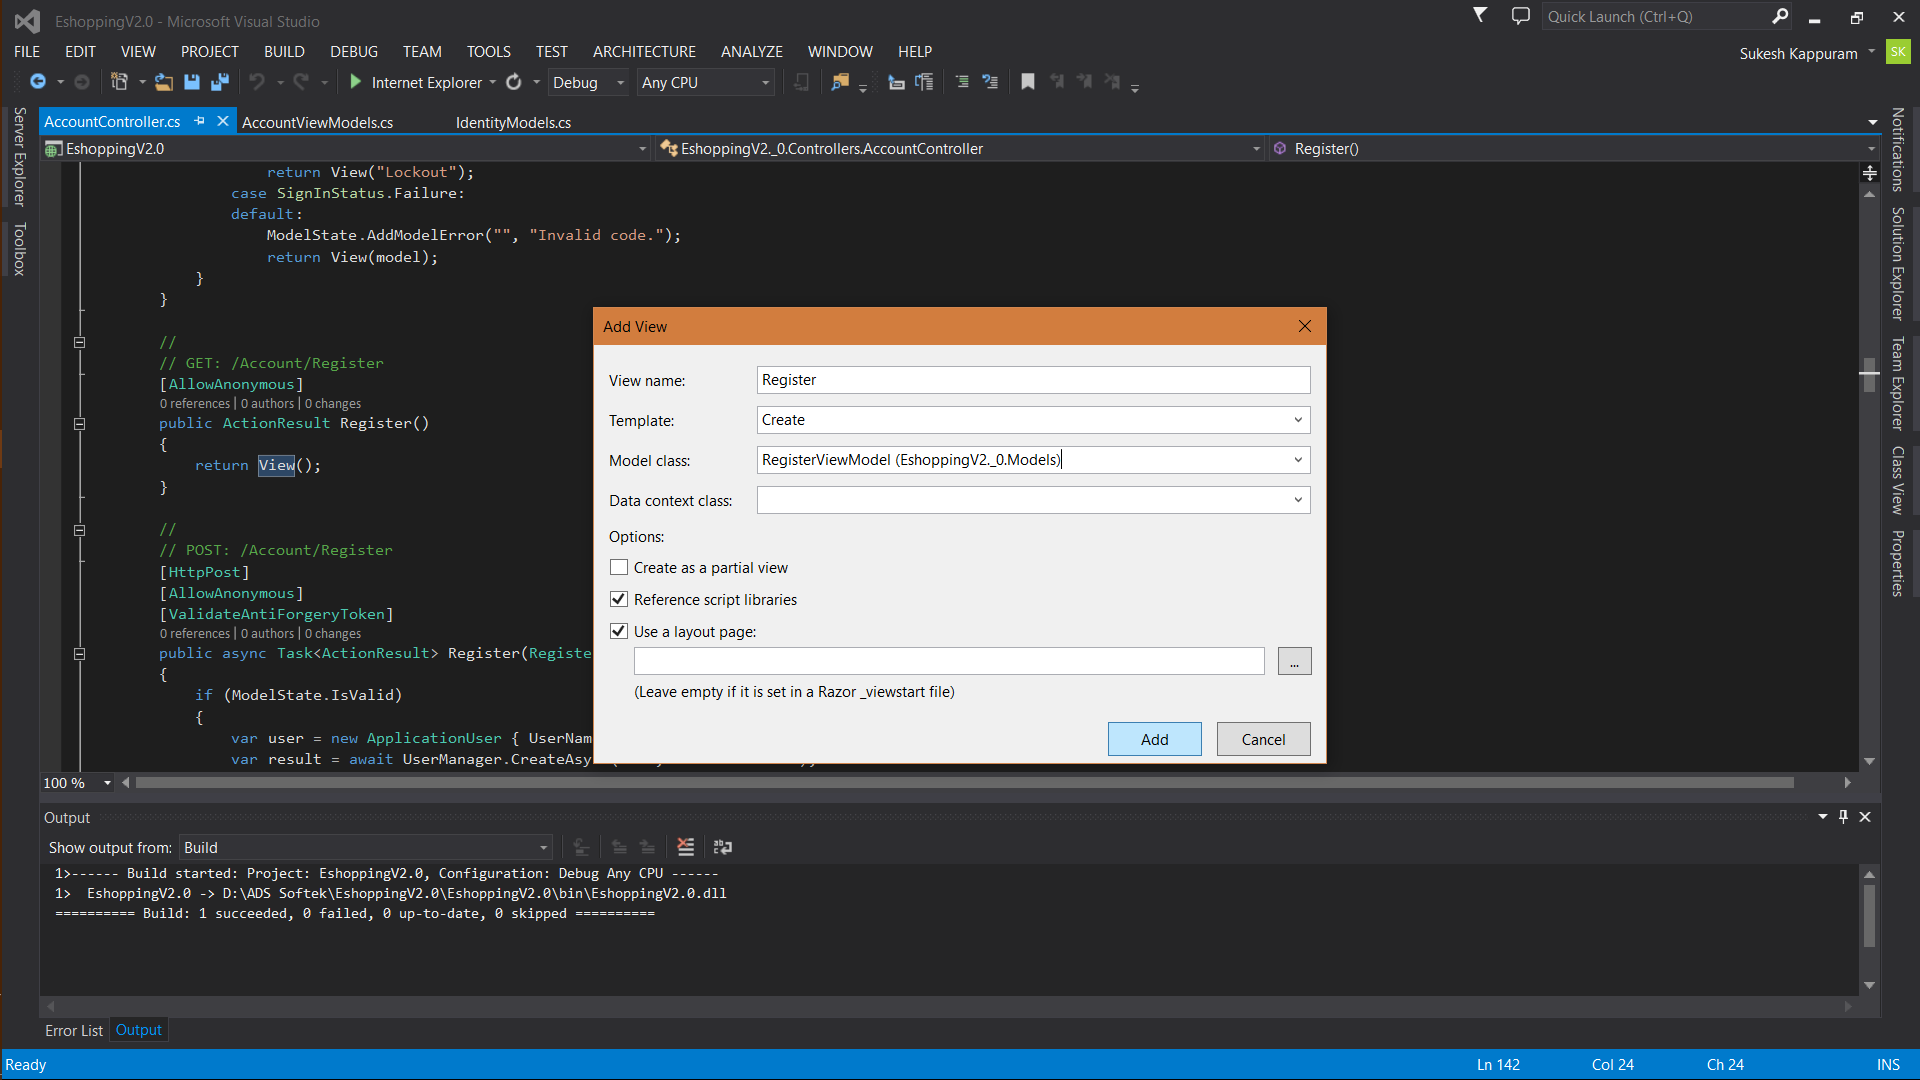 EshoppingV2.0 - Microsoft Visual Studio
Quick Launch (Ctrl+Q)
FILE EDIT VIEW PROJECT BUILD DEBUG TEAM TOOLS TEST ARCHITECTURE ANALYZE WINDOW HELP
Sukesh Kappuram SK
Internet Explorer Debug Any CPU
Server Explorer
Toolbox
AccountController.cs AccountViewModels.cs IdentityModels.cs
EshoppingV2.0 EshoppingV2._0.Controllers.AccountController Register()
return View("Lockout");
case SignInStatus.Failure:
default:
ModelState.AddModelError("", "Invalid code.");
return View(model);
}
}
//
// GET: /Account/Register
[AllowAnonymous]
0 references | 0 authors | 0 changes
public ActionResult Register()
{
return View();
}
//
// POST: /Account/Register
[HttpPost]
[AllowAnonymous]
[ValidateAntiForgeryToken]
0 references | 0 authors | 0 changes
public async Task<ActionResult> Register(Registe
{
if (ModelState.IsValid)
{
var user = new ApplicationUser { UserNam
var result = await UserManager.CreateAsy
100 %
Add View
View name: Register
Template: Create
Model class: RegisterViewModel (EshoppingV2._0.Models)
Data context class:
Options:
Create as a partial view
Reference script libraries
Use a layout page:
...
(Leave empty if it is set in a Razor _viewstart file)
Add Cancel
Notifications
Solution Explorer
Team Explorer
Class View
Properties
Output
Show output from: Build
1>------ Build started: Project: EshoppingV2.0, Configuration: Debug Any CPU ------
1>  EshoppingV2.0 -> D:\ADS Softek\EshoppingV2.0\EshoppingV2.0\bin\EshoppingV2.0.dll
========== Build: 1 succeeded, 0 failed, 0 up-to-date, 0 skipped ==========
Error List Output
Ready Ln 142 Col 24 Ch 24 INS